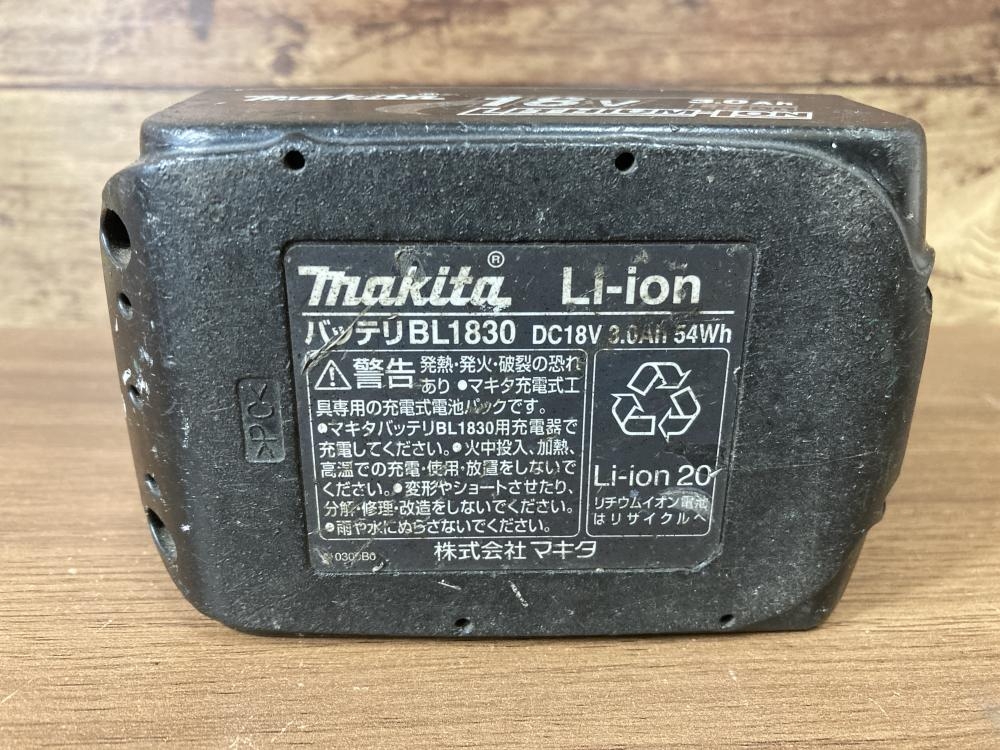 makita 18V 3.0Ah
makita® Li-ion
バッテリBL1830 DC18V 3.0Ah 54Wh
警告 発熱・発火・破裂の恐れ
あり ●マキタ充電式工
具専用の充電式電池パックです。
●マキタバッテリBL1830用充電器で
充電してください。●火中投入、加熱、
高温での充電・使用・放置をしないで
ください。●変形やショートさせたり、
分解・修理・改造をしないでください。
●雨や水にぬらさないでください。
Li-ion 20
リチウムイオン電池
はリサイクルへ
株式会社 マキタ